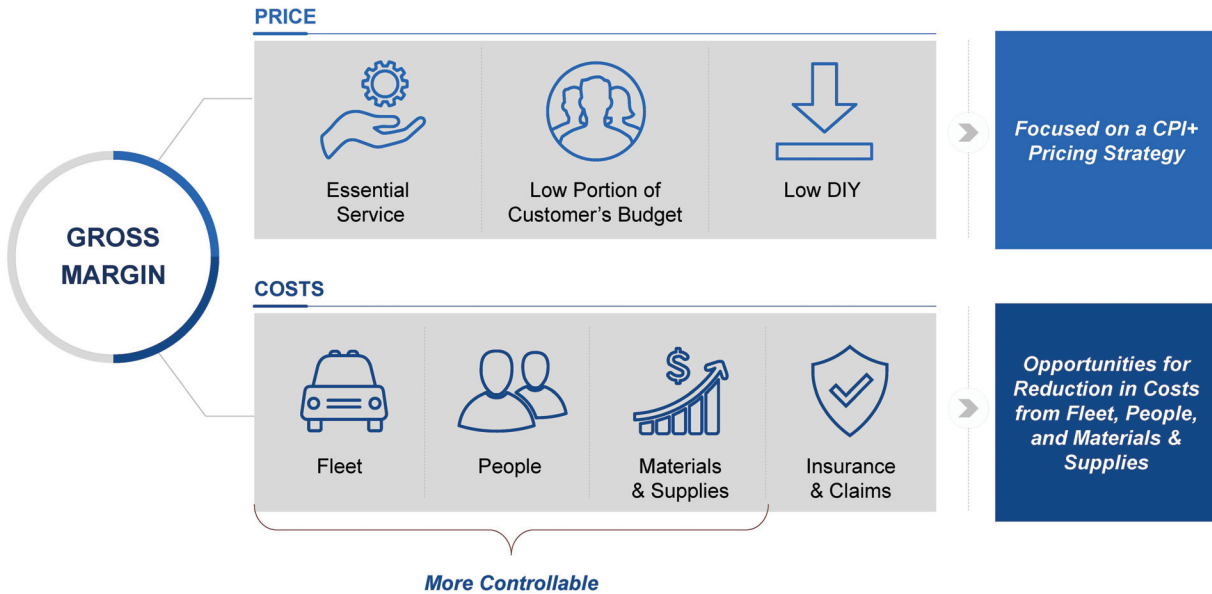 PRICE
GROSS
MARGIN
Essential
Service
Low Portion of
Customer's Budget
Low DIY
Focused on a CPI+
Pricing Strategy
COSTS
$
Fleet
People
Materials
& Supplies
Insurance
& Claims
More Controllable
Opportunities for
Reduction in Costs
from Fleet, People,
and Materials &
Supplies